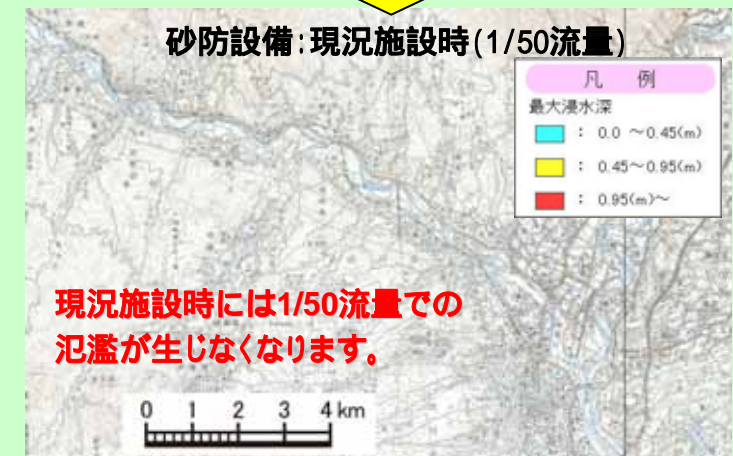 砂防設備:現況施設時(1/50流量)
凡 例
最大浸水深
: 0.0 ~0.45(m)
: 0.45~0.95(m)
: 0.95(m)~
現況施設時には1/50流量での
氾濫が生じなくなります。
0 1 2 3 4 km